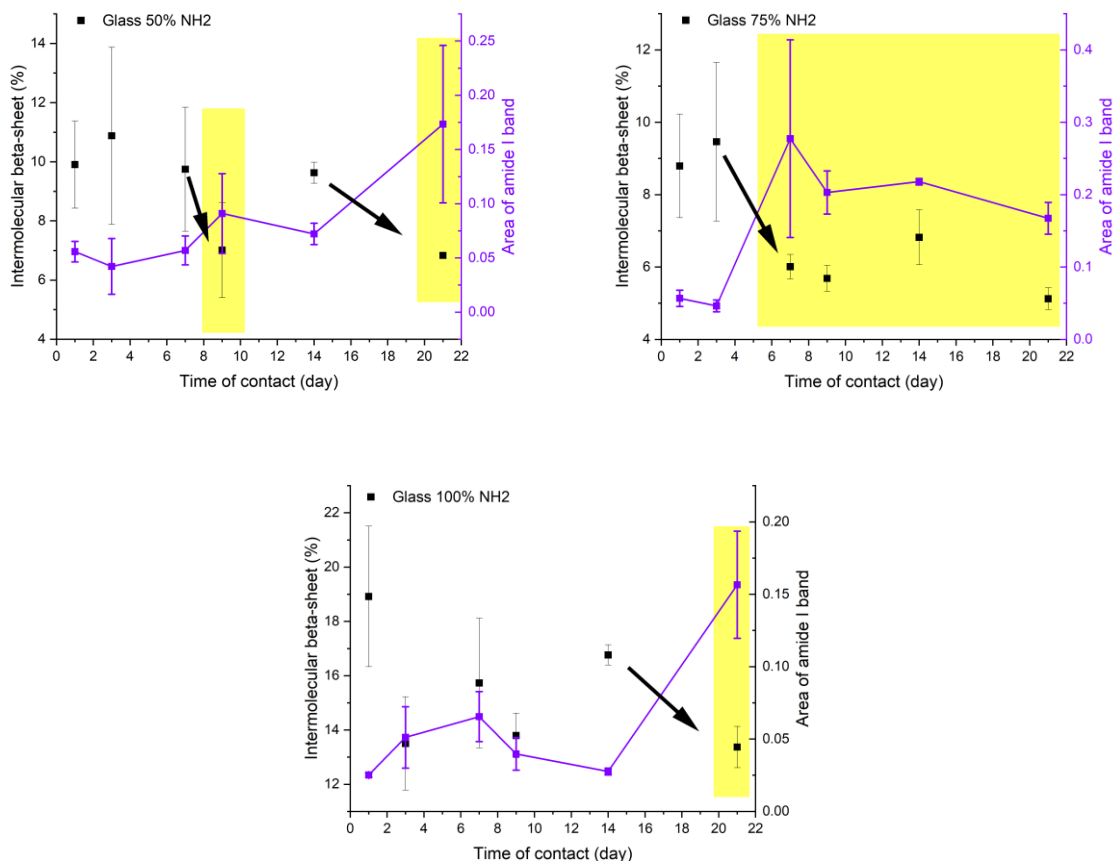 Glass 50% NH2
14
12
10
8
6
4
Intermolecular beta-sheet (%)
0.25
0.20
0.15
0.10
0.05
0.00
Area of amide I band
0 2 4 6 8 10 12 14 16 18 20 22
Time of contact (day)
Glass 75% NH2
12
10
8
6
4
Intermolecular beta-sheet (%)
0.4
0.3
0.2
0.1
0.0
Area of amide I band
0 2 4 6 8 10 12 14 16 18 20 22
Time of contact (day)
Glass 100% NH2
22
20
18
16
14
12
Intermolecular beta-sheet (%)
0.20
0.15
0.10
0.05
0.00
Area of amide I band
0 2 4 6 8 10 12 14 16 18 20 22
Time of contact (day)